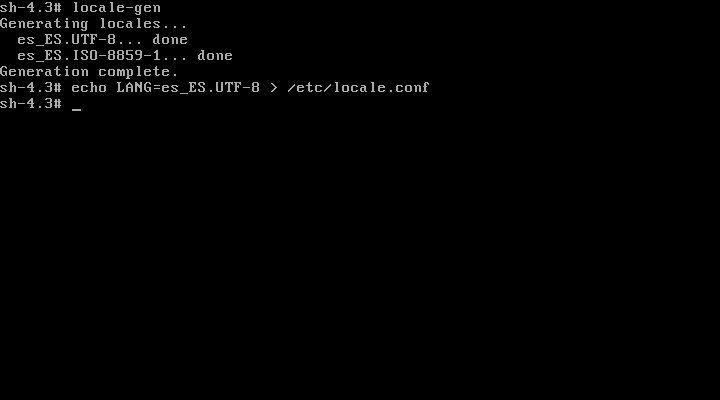 sh-4.3# locale-gen
Generating locales...
  es_ES.UTF-8... done
  es_ES.ISO-8859-1... done
Generation complete.
sh-4.3# echo LANG=es_ES.UTF-8 > /etc/locale.conf
sh-4.3# _